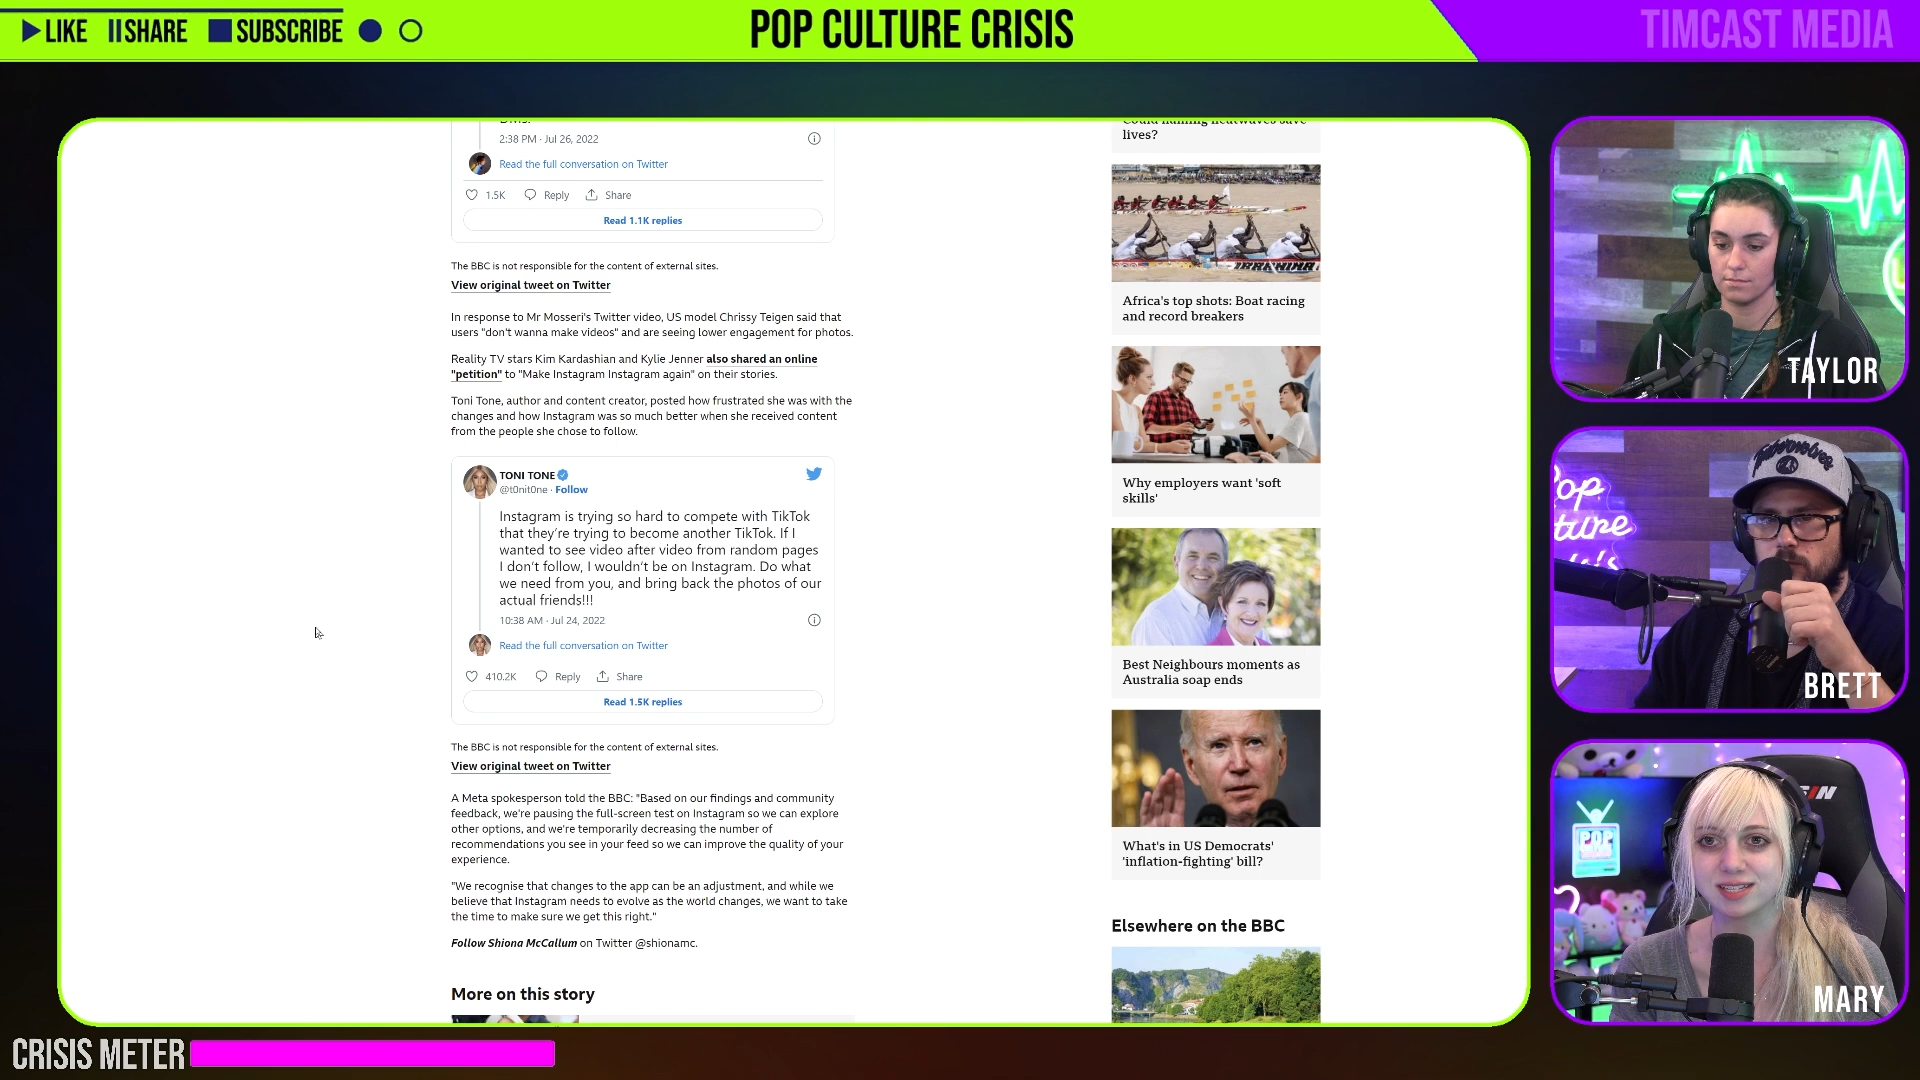 LIKE SHARE SUBSCRIBE
POP CULTURE CRISIS
TIMCAST MEDIA
2:38 PM · Jul 26, 2022
Read the full conversation on Twitter
1.5K Reply Share
Read 1.1K replies
The BBC is not responsible for the content of external sites.
View original tweet on Twitter
In response to Mr Mosseri's Twitter video, US model Chrissy Teigen said that
users "don't wanna make videos" and are seeing lower engagement for photos.
Reality TV stars Kim Kardashian and Kylie Jenner also shared an online
"petition" to "Make Instagram Instagram again" on their stories.
Toni Tone, author and content creator, posted how frustrated she was with the
changes and how Instagram was so much better when she received content
from the people she chose to follow.
TONI TONE
@t0nit0ne · Follow
Instagram is trying so hard to compete with TikTok
that they're trying to become another TikTok. If I
wanted to see video after video from random pages
I don't follow, I wouldn't be on Instagram. Do what
we need from you, and bring back the photos of our
actual friends!!!
10:38 AM · Jul 24, 2022
Read the full conversation on Twitter
410.2K Reply Share
Read 1.5K replies
The BBC is not responsible for the content of external sites.
View original tweet on Twitter
A Meta spokesperson told the BBC: "Based on our findings and community
feedback, we're pausing the full-screen test on Instagram so we can explore
other options, and we're temporarily decreasing the number of
recommendations you see in your feed so we can improve the quality of your
experience.
"We recognise that changes to the app can be an adjustment, and while we
believe that Instagram needs to evolve as the world changes, we want to take
the time to make sure we get this right."
Follow Shiona McCallum on Twitter @shionamc.
More on this story
Could naming heatwaves save
lives?
Africa's top shots: Boat racing
and record breakers
Why employers want 'soft
skills'
Best Neighbours moments as
Australia soap ends
What's in US Democrats'
'inflation-fighting' bill?
Elsewhere on the BBC
TAYLOR
BRETT
POP
MARY
CRISIS METER